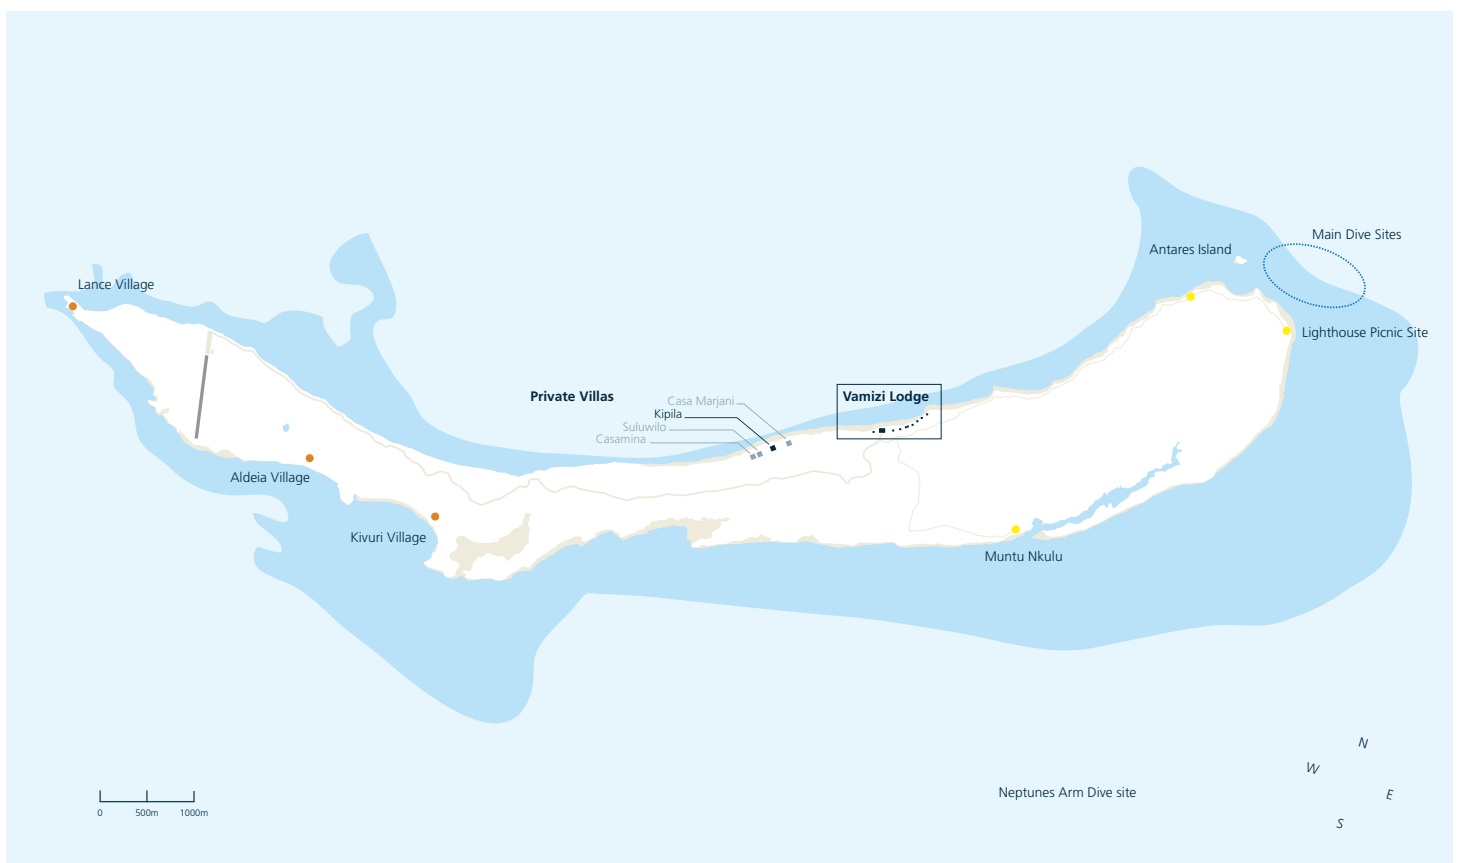 Main Dive Sites
Antares Island
Lance Village
Lighthouse Picnic Site
Private Villas
Vamizi Lodge
Casa Marjani
Kipila
Suluwilo
Casamina
Aldeia Village
Kivuri Village
Muntu Nkulu
N
W
E
S
Neptunes Arm Dive site
0 500m 1000m